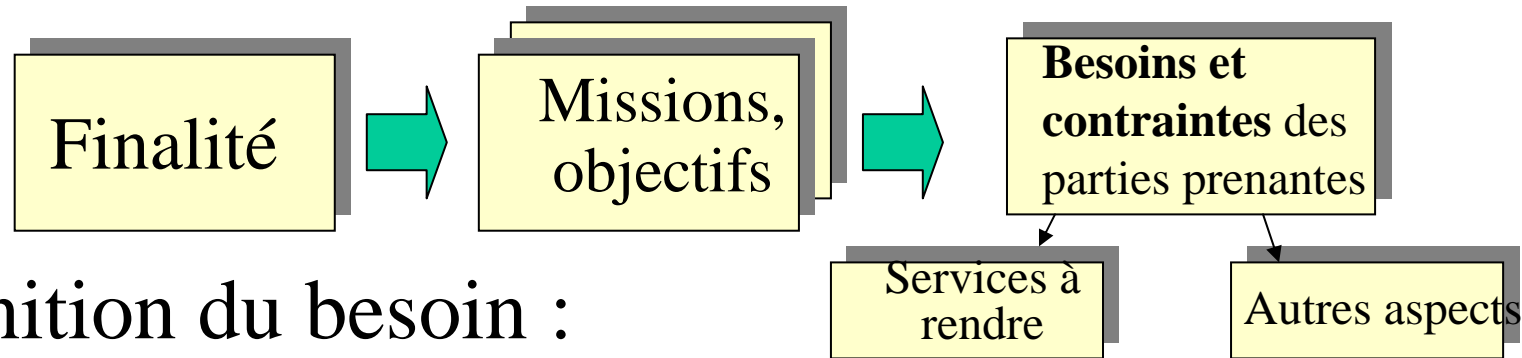 Finalité
Missions,
objectifs
Besoins et
contraintes des
parties prenantes
Services à
rendre
Autres aspects
nition du besoin :